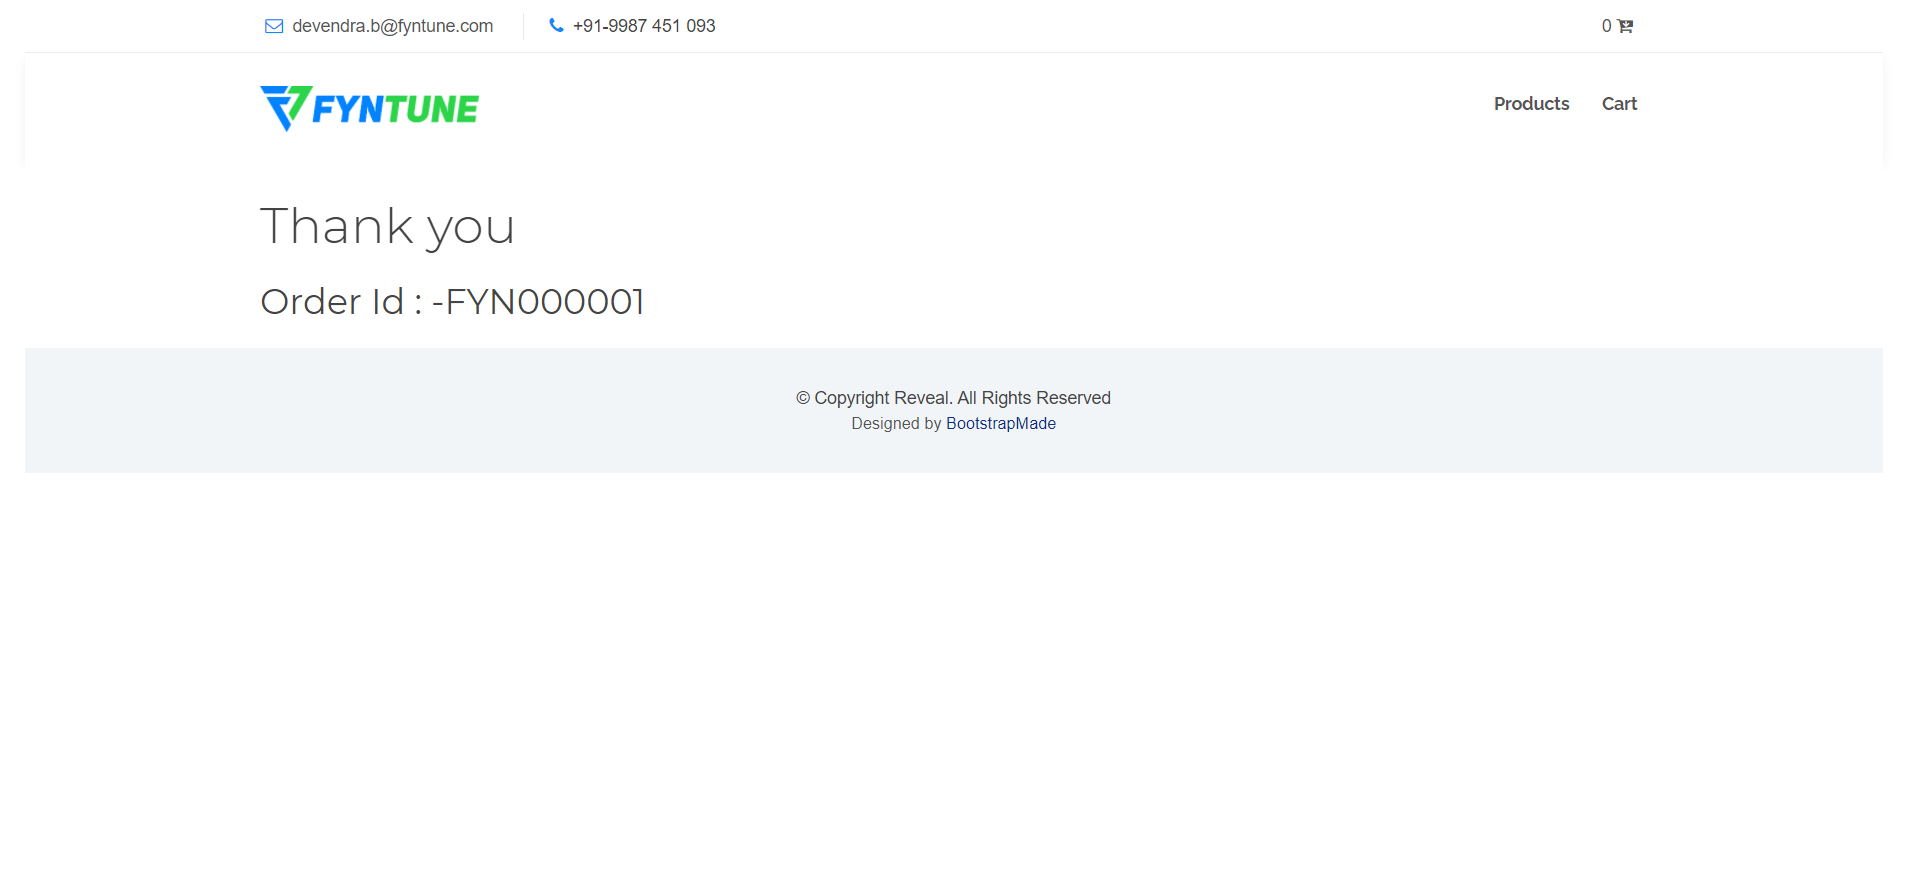 devendra.b@fyntune.com +91-9987 451 093 0
FYNTUNE Products Cart
Thank you
Order Id : -FYN000001
© Copyright Reveal. All Rights Reserved
Designed by BootstrapMade